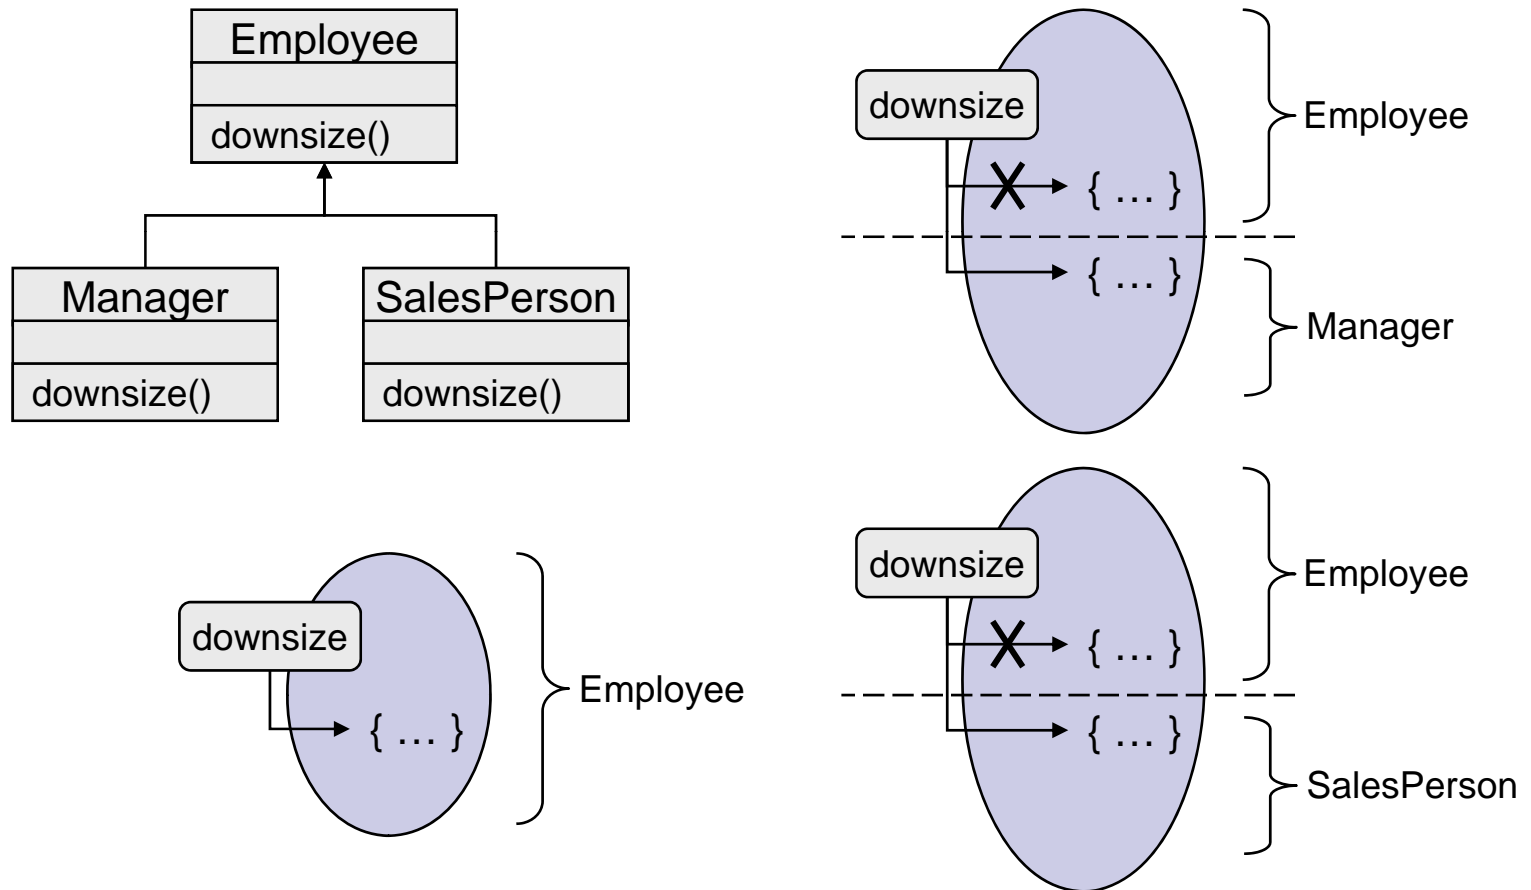 Employee
downsize()
Manager
downsize()
SalesPerson
downsize()
downsize
{ ... }
Employee
downsize
{ ... }
{ ... }
Employee
Manager
downsize
{ ... }
{ ... }
Employee
SalesPerson